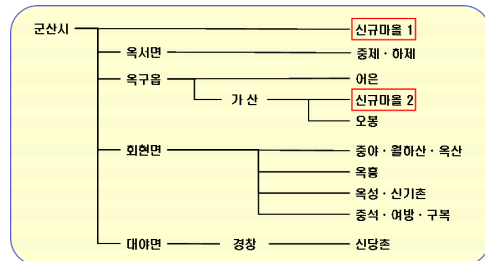 군산시 신규마을 1
옥서면 중제 · 하제
옥구읍 어은
가 산 신규마을 2
오봉
회현면 중야 · 월하산 · 옥산
옥흥
옥성 · 신기촌
중석 · 여방 · 구복
대야면 경창 신당촌